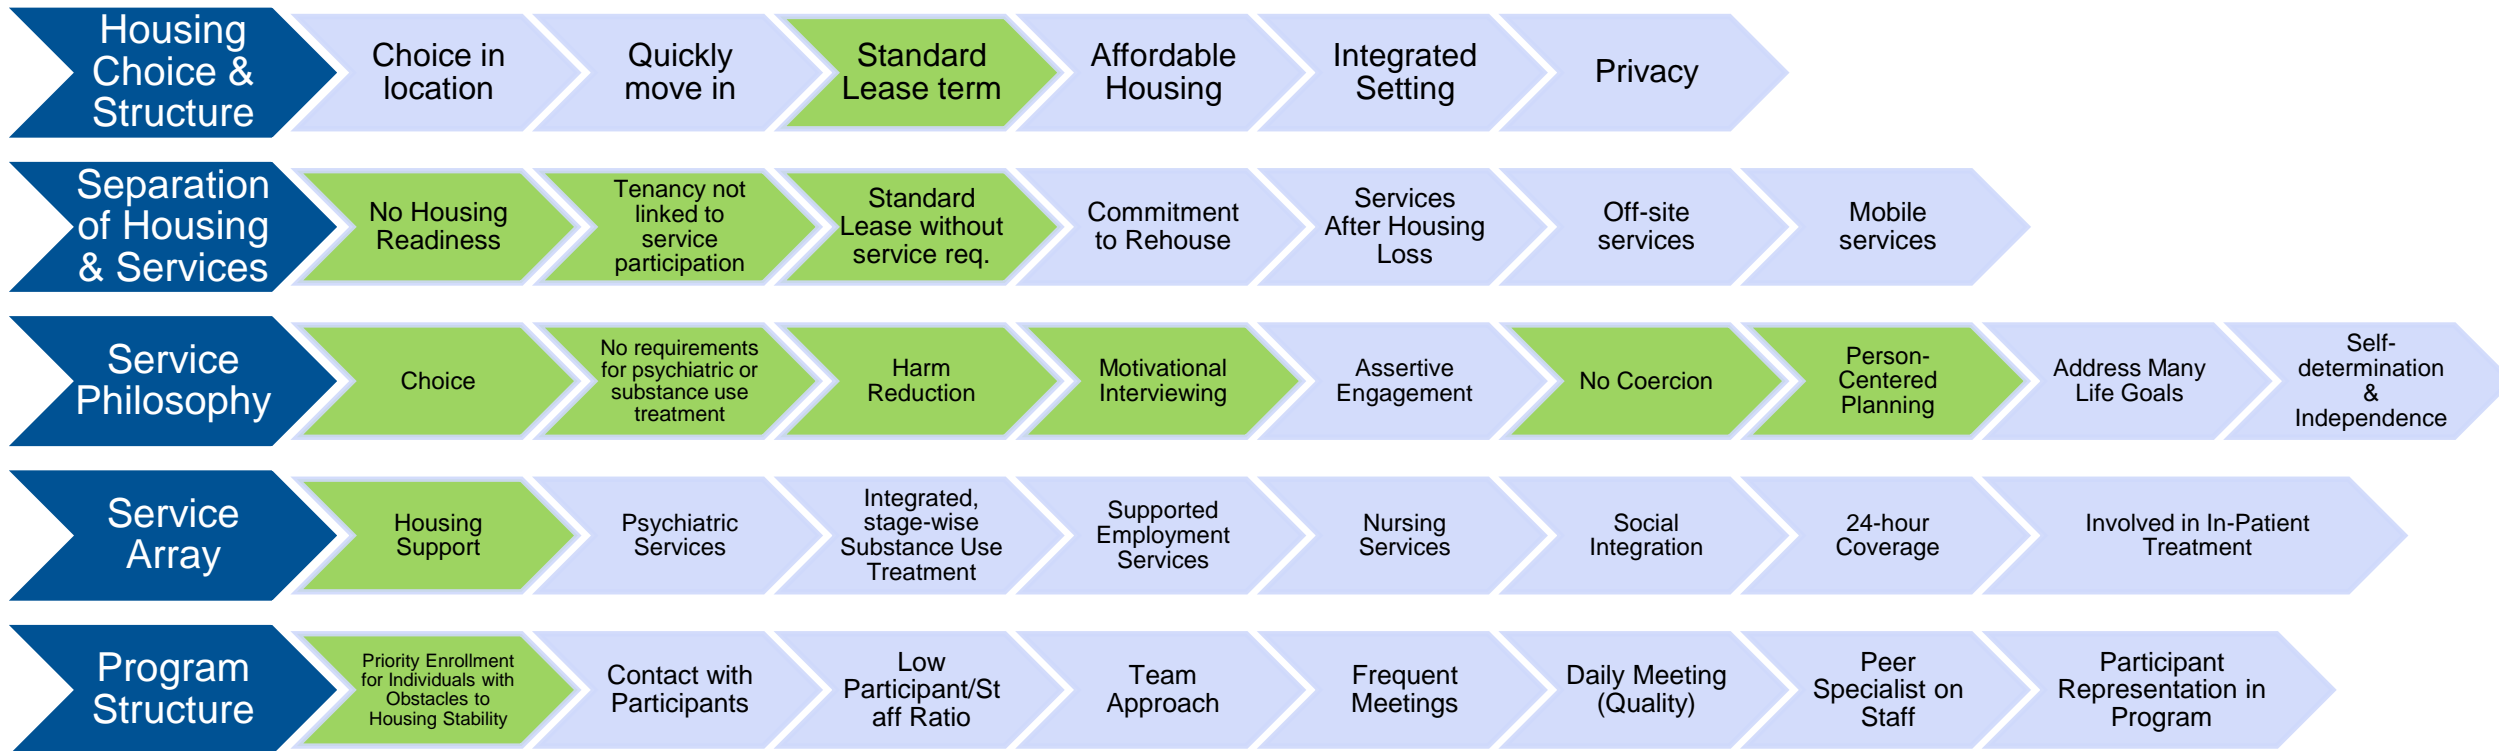 Housing
Choice &
Structure
Choice in
location
Quickly
move in
Standard
Lease term
Affordable
Housing
Integrated
Setting
Privacy
Separation
of Housing
& Services
No Housing
Readiness
Tenancy not
linked to
service
participation
Standard
Lease without
service req.
Commitment
to Rehouse
Services
After Housing
Loss
Off-site
services
Mobile
services
Service
Philosophy
Choice
No requirements
for psychiatric or
substance use
treatment
Harm
Reduction
Motivational
Interviewing
Assertive
Engagement
No Coercion
Person-
Centered
Planning
Address Many
Life Goals
Self-
determination
&
Independence
Service
Array
Housing
Support
Psychiatric
Services
Integrated,
stage-wise
Substance Use
Treatment
Supported
Employment
Services
Nursing
Services
Social
Integration
24-hour
Coverage
Involved in In-Patient
Treatment
Program
Structure
Priority Enrollment
for Individuals with
Obstacles to
Housing Stability
Contact with
Participants
Low
Participant/St
aff Ratio
Team
Approach
Frequent
Meetings
Daily Meeting
(Quality)
Peer
Specialist on
Staff
Participant
Representation in
Program